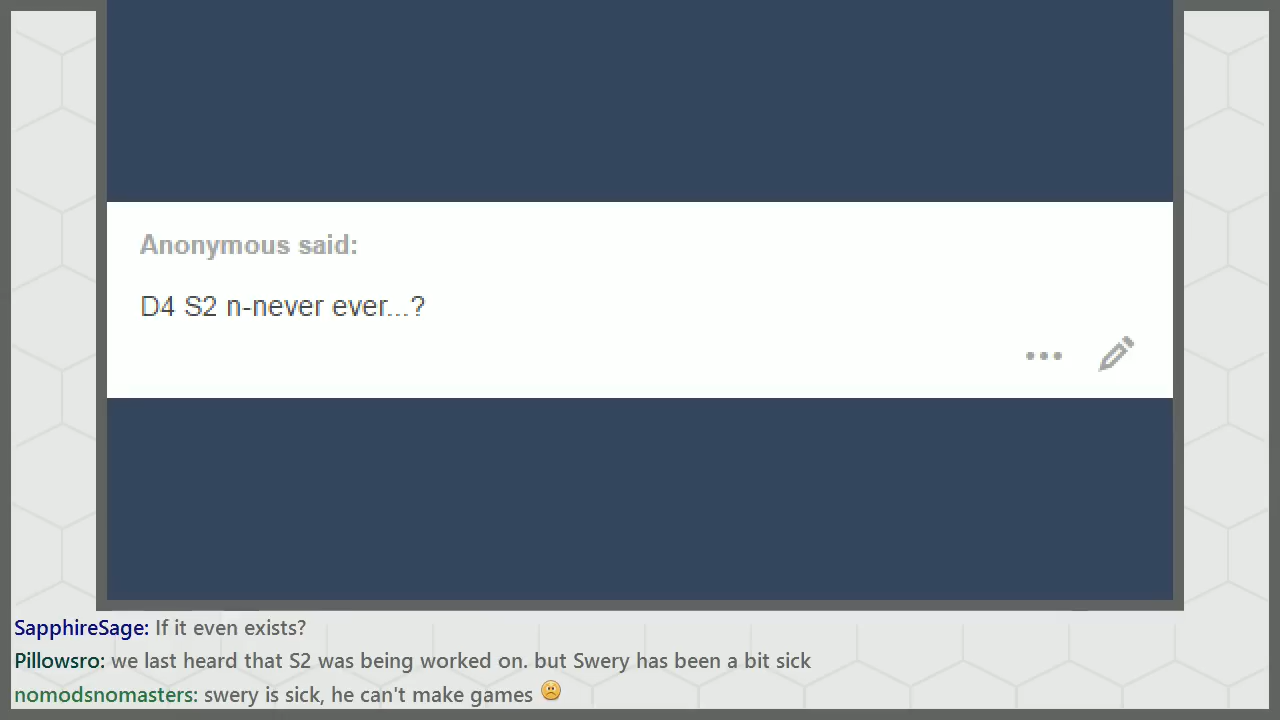 Anonymous said:
D4 S2 n-never ever...?
SapphireSage: If it even exists?
Pillowsro: we last heard that S2 was being worked on. but Swery has been a bit sick
nomodsnomasters: swery is sick, he can't make games